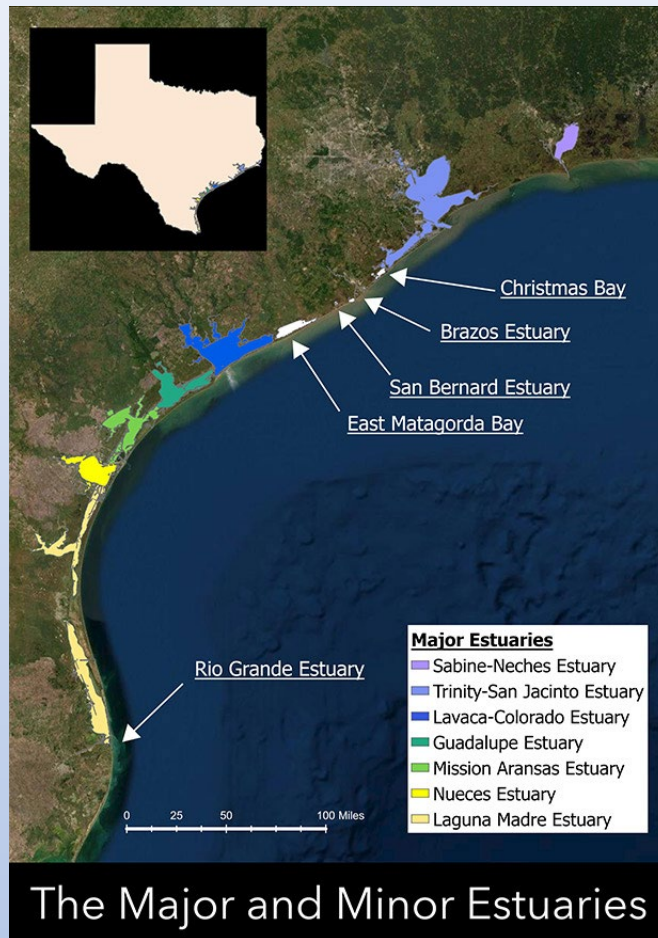 Christmas Bay
Brazos Estuary
San Bernard Estuary
East Matagorda Bay
Rio Grande Estuary
Major Estuaries
Sabine-Neches Estuary
Trinity-San Jacinto Estuary
Lavaca-Colorado Estuary
Guadalupe Estuary
Mission Aransas Estuary
Nueces Estuary
Laguna Madre Estuary
0 25 50 100 Miles
The Major and Minor Estuaries